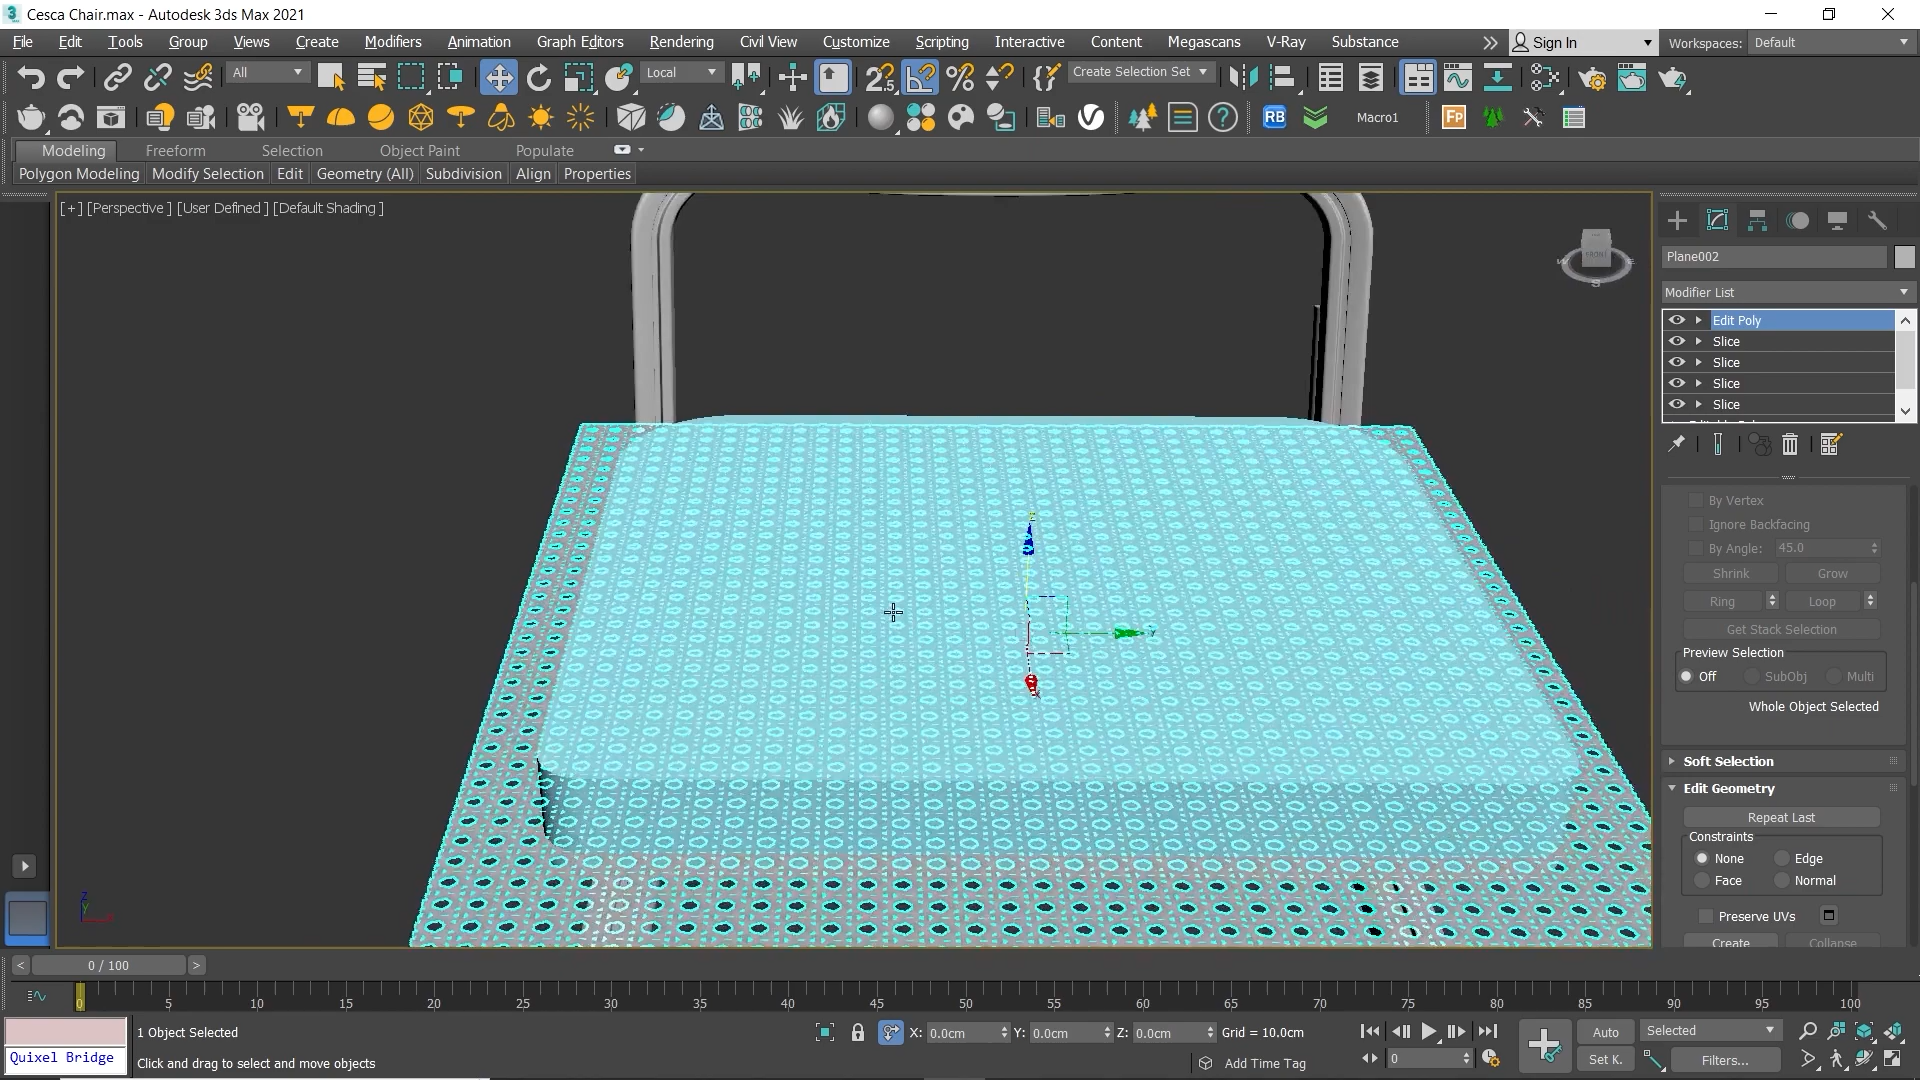 Cesca Chair.max - Autodesk 3ds Max 2021
File Edit Tools Group Views Create Modifiers Animation Graph Editors Rendering Civil View Customize Scripting Interactive Content Megascans V-Ray Substance Sign In Workspaces: Default
All Local Create Selection Set
RB Macro1 FP
Modeling Freeform Selection Object Paint Populate
Polygon Modeling Modify Selection Edit Geometry (All) Subdivision Align Properties
[+] [Perspective ] [User Defined ] [Default Shading ]
FRONT
Plane002
Modifier List
Edit Poly
Slice
Slice
Slice
Slice
By Vertex
Ignore Backfacing
By Angle: 45.0
Shrink Grow
Ring Loop
Get Stack Selection
Preview Selection
Off SubObj Multi
Whole Object Selected
Soft Selection
Edit Geometry
Repeat Last
Constraints
None Edge
Face Normal
Preserve UVs
Create Collapse
0 / 100
0 5 10 15 20 25 30 35 40 45 50 55 60 65 70 75 80 85 90 95 100
1 Object Selected X: 0.0cm Y: 0.0cm Z: 0.0cm Grid = 10.0cm Auto Selected
Quixel Bridge Click and drag to select and move objects Add Time Tag 0 Set K. Filters...